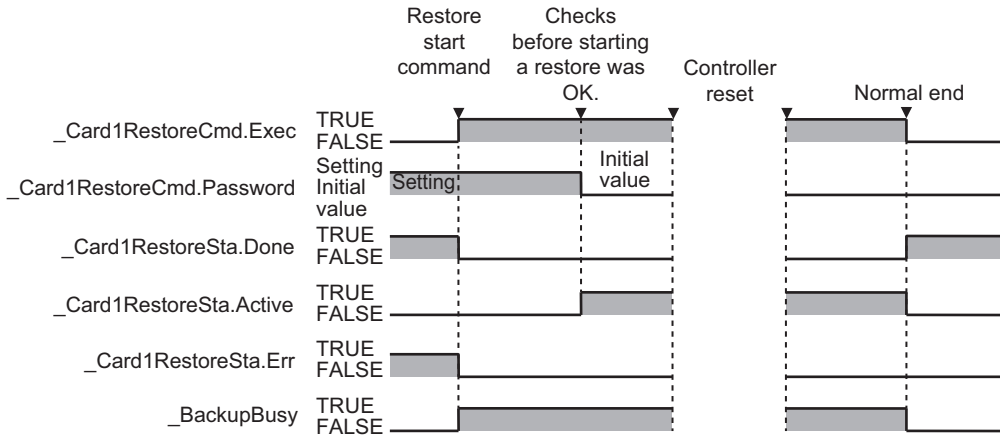 Restore
start
command
Checks
before starting
a restore was
OK.
Controller
reset
Normal end
_Card1RestoreCmd.Exec
TRUE
FALSE
_Card1RestoreCmd.Password
Setting
Initial
value
Setting
Initial
value
_Card1RestoreSta.Done
TRUE
FALSE
_Card1RestoreSta.Active
TRUE
FALSE
_Card1RestoreSta.Err
TRUE
FALSE
_BackupBusy
TRUE
FALSE